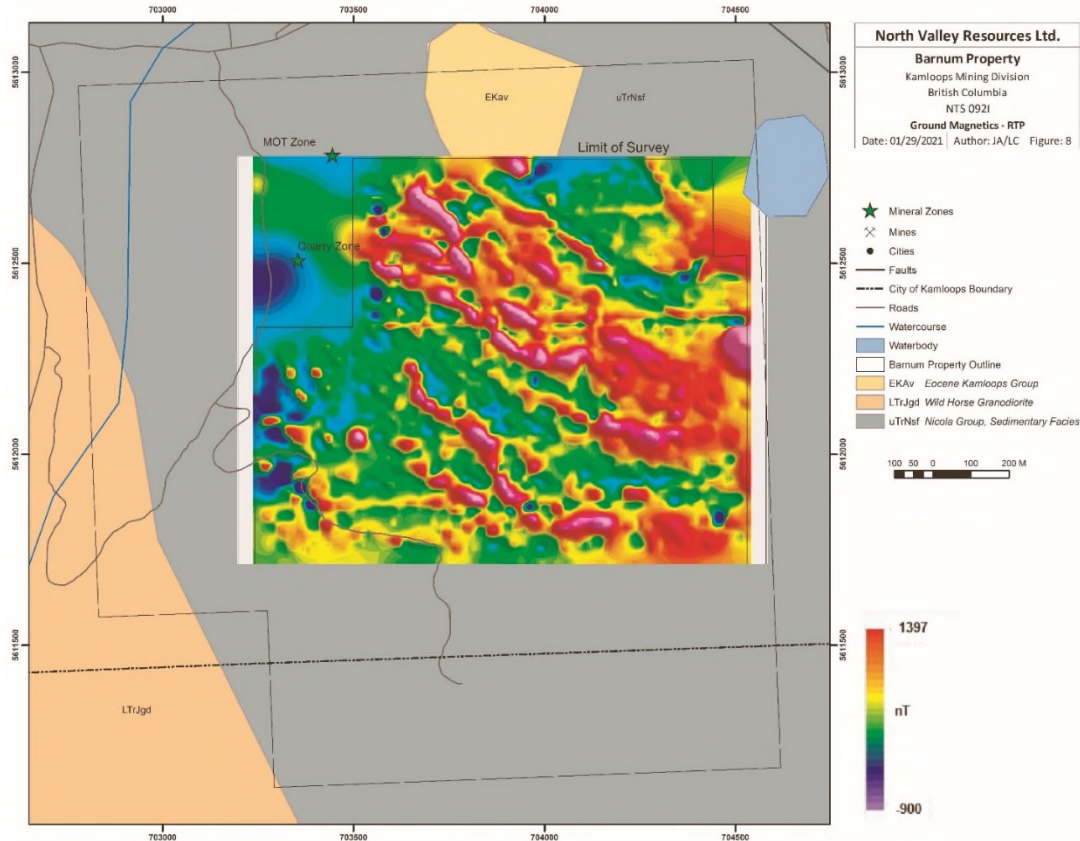 703000
703500
704000
704500
North Valley Resources Ltd.
Barnum Property
Kamloops Mining Division
British Columbia
NTS 092I
Ground Magnetics - RTP
Date: 01/29/2021 Author: JA/LC Figure: 8
5613000
5613000
EKav
uTrNsf
MOT Zone
Limit of Survey
Quarry Zone
5612500
5612500
Mineral Zones
Mines
Cities
Faults
City of Kamloops Boundary
Roads
Watercourse
Waterbody
Barnum Property Outline
EKAv Eocene Kamloops Group
LTrJgd Wild Horse Granodiorite
uTrNsf Nicola Group, Sedimentary Facies
100 50 0 100 200 M
5612000
5612000
5611500
5611500
1397
nT
-900
LTrJgd
703000
703500
704000
704500